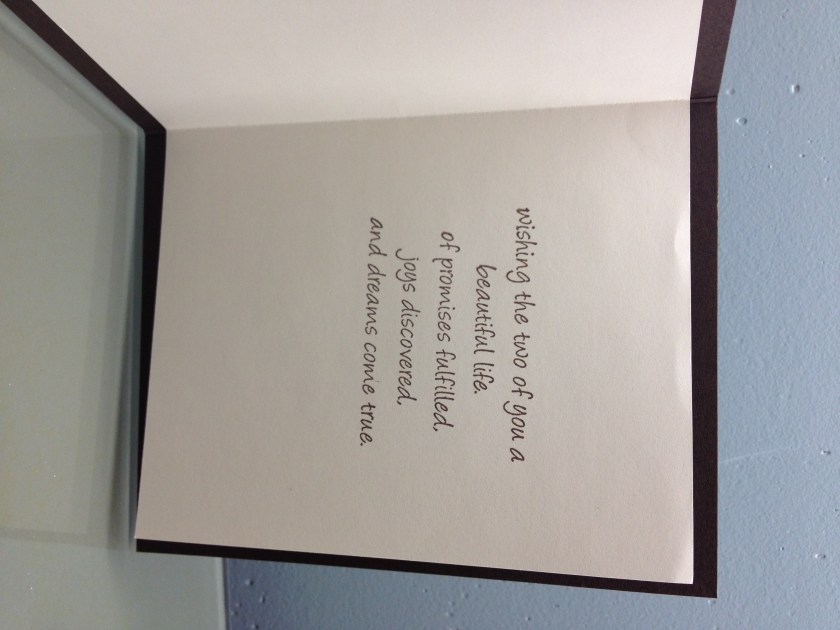 wishing the two of you a
beautiful life.
of promises fulfilled,
joys discovered,
and dreams come true.